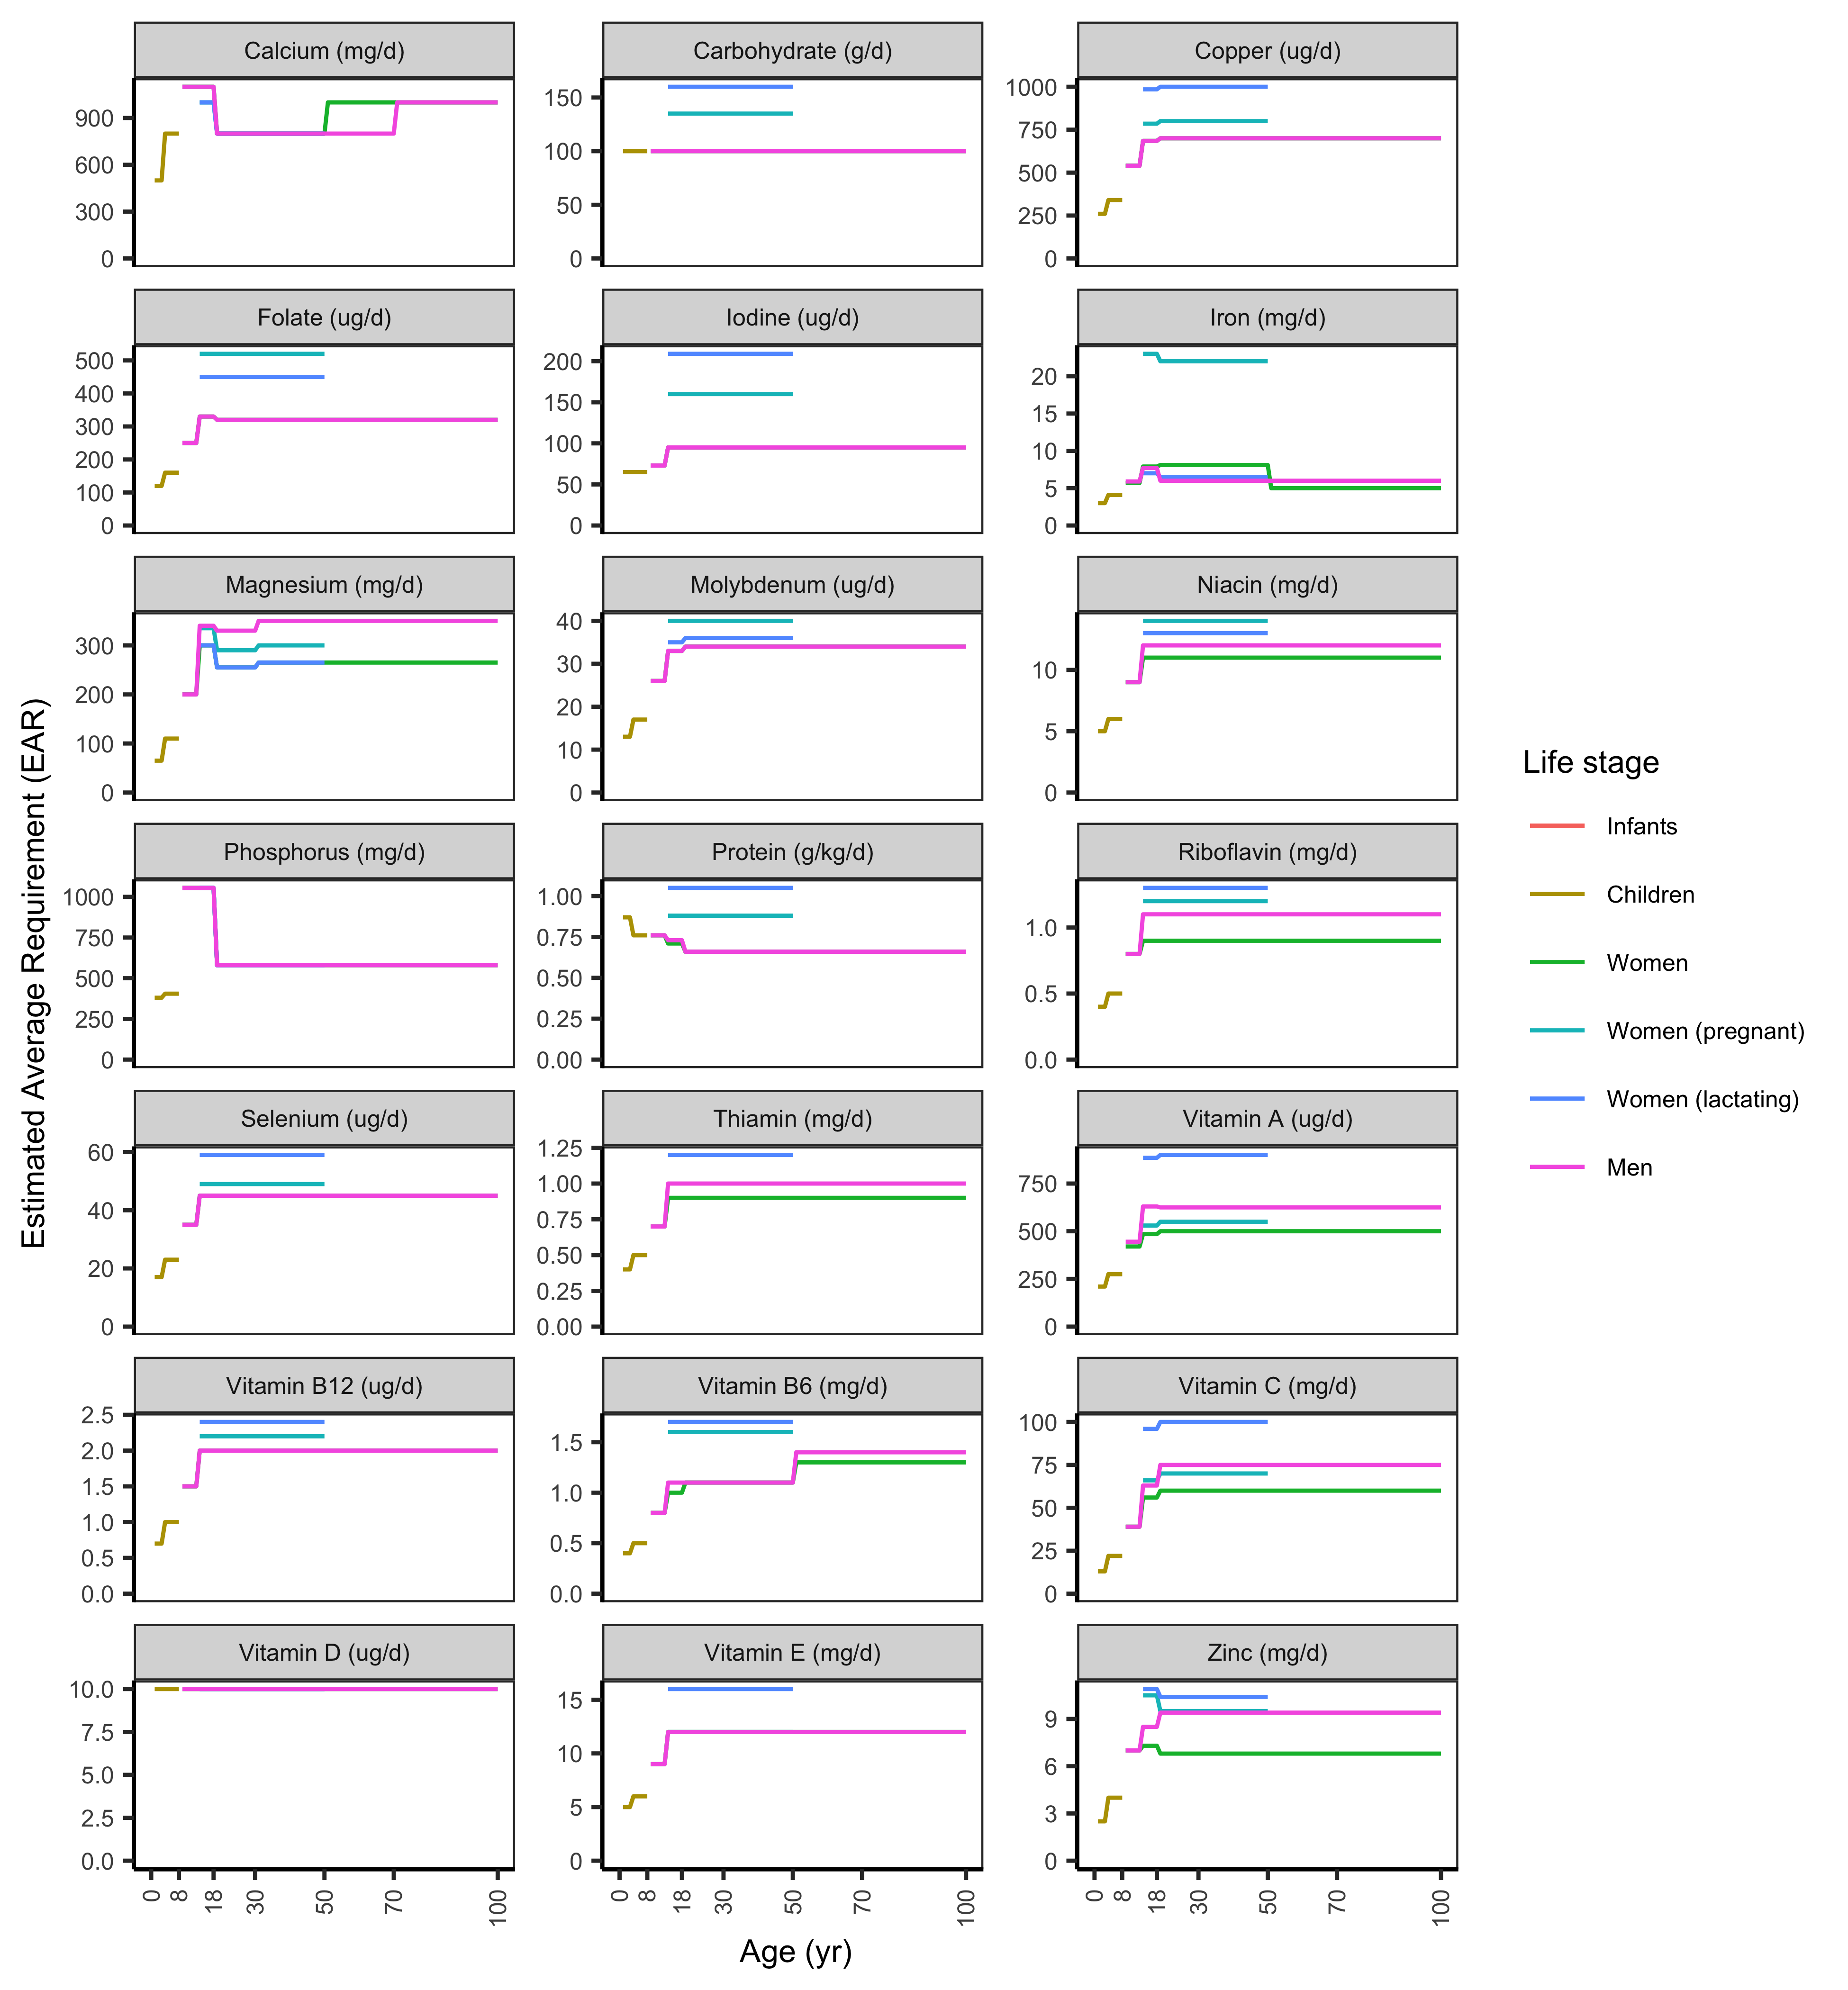 Calcium (mg/d)
Carbohydrate (g/d)
Copper (ug/d)
900
600
300
0
150
100
50
0
1000
750
500
250
0
Folate (ug/d)
Iodine (ug/d)
Iron (mg/d)
500
400
300
200
100
0
200
150
100
50
0
20
15
10
5
0
Magnesium (mg/d)
Molybdenum (ug/d)
Niacin (mg/d)
300
200
100
0
40
30
20
10
0
10
5
0
Phosphorus (mg/d)
Protein (g/kg/d)
Riboflavin (mg/d)
1000
750
500
250
0
1.00
0.75
0.50
0.25
0.00
1.0
0.5
0.0
Selenium (ug/d)
Thiamin (mg/d)
Vitamin A (ug/d)
60
40
20
0
1.25
1.00
0.75
0.50
0.25
0.00
750
500
250
0
Vitamin B12 (ug/d)
Vitamin B6 (mg/d)
Vitamin C (mg/d)
2.5
2.0
1.5
1.0
0.5
0.0
1.5
1.0
0.5
0.0
100
75
50
25
0
Vitamin D (ug/d)
Vitamin E (mg/d)
Zinc (mg/d)
10.0
7.5
5.0
2.5
0.0
15
10
5
0
9
6
3
0
0 8 18 30 50 70 100
0 8 18 30 50 70 100
0 8 18 30 50 70 100
Age (yr)
Estimated Average Requirement (EAR)
Life stage
Infants
Children
Women
Women (pregnant)
Women (lactating)
Men